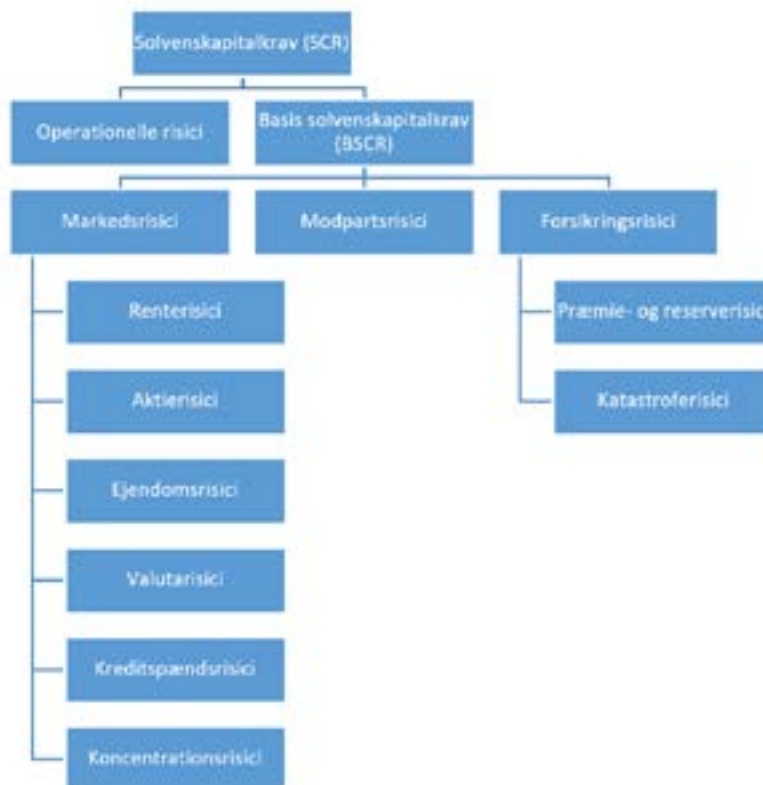 Solvenskapitalkrav (SCR)
Operationelle risici
Basis solvenskapitalkrav
(BSCR)
Markedsrisici
Modpartsrisici
Forsikringsrisici
Renterisici
Aktierisici
Ejendomsrisici
Valutarisici
Kreditspændsrisici
Koncentrationsrisici
Præmie- og reserverisici
Katastroferisici